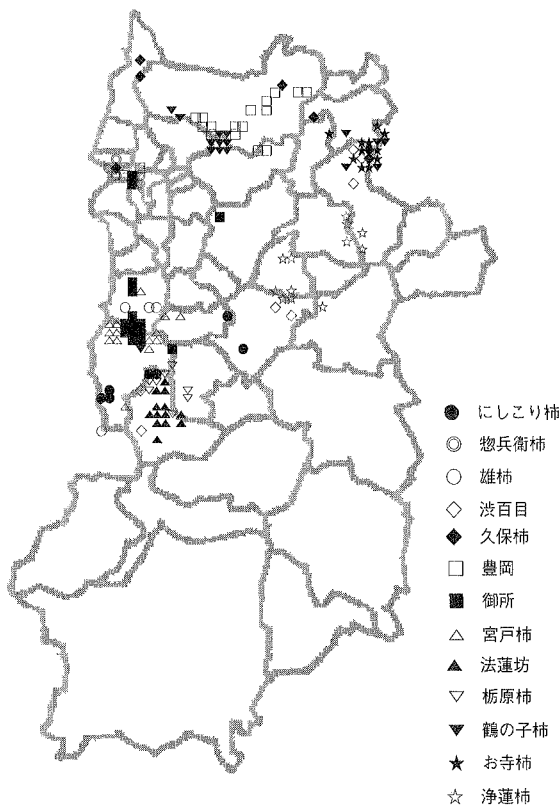 にしこり柿
惣兵衛柿
雄柿
渋百目
久保柿
豊岡
御所
宮戸柿
法蓮坊
栃原柿
鶴の子柿
お寺柿
浄蓮柿